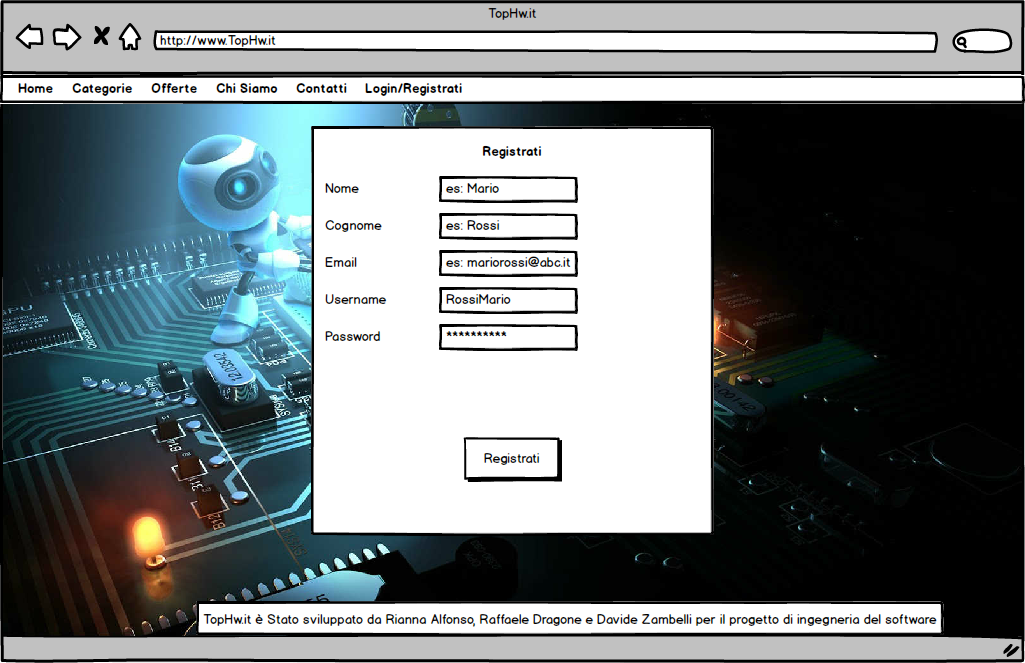 TopHw.it
http://www.TopHw.it
Home Categorie Offerte Chi Siamo Contatti Login/Registrati
Registrati
Nome es: Mario
Cognome es: Rossi
Email es: mariorossi@abc.it
Username RossiMario
Password **********
Registrati
TopHw.it è Stato sviluppato da Rianna Alfonso, Raffaele Dragone e Davide Zambelli per il progetto di ingegneria del software